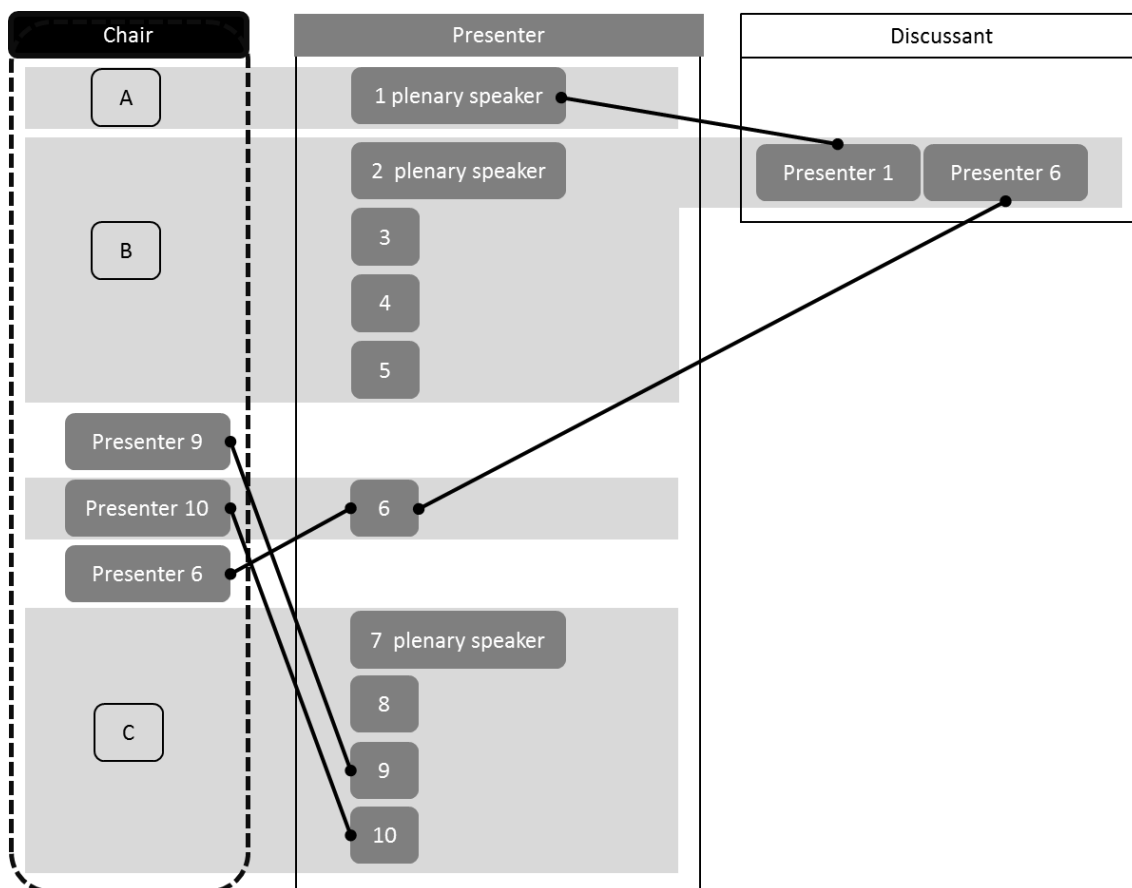 Chair
Presenter
Discussant
A
1 plenary speaker
2 plenary speaker
Presenter 1
Presenter 6
B
3
4
5
Presenter 9
Presenter 10
6
Presenter 6
7 plenary speaker
8
C
9
10